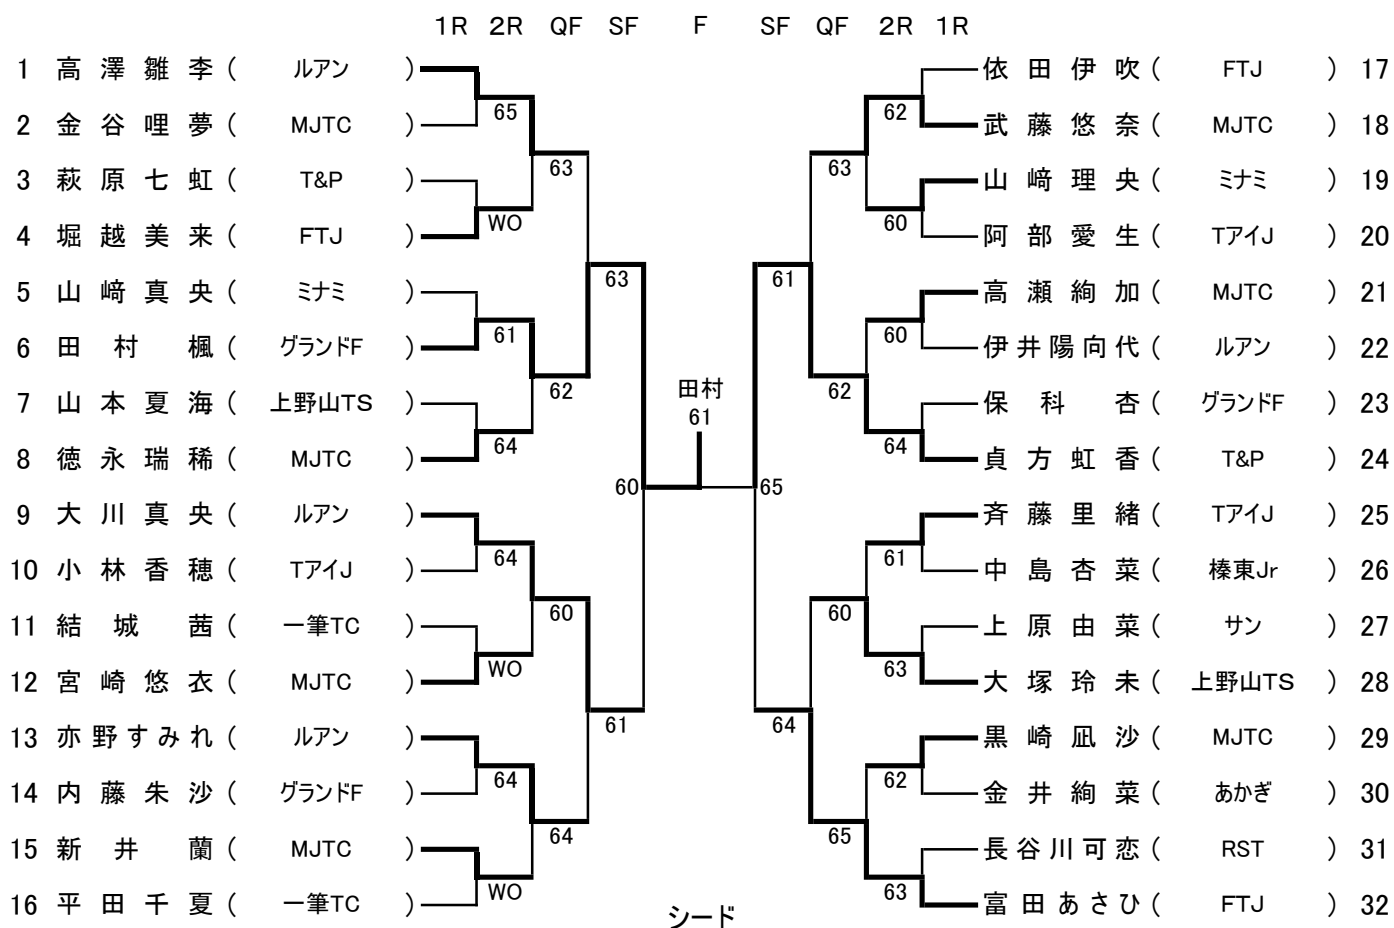 1R 2R QF SF F SF QF 2R 1R
1 高澤雛李 ( ルアン ) 依田伊吹 ( FTJ ) 17
65 62
2 金谷哩夢 ( MJTC ) 武藤悠奈 ( MJTC ) 18
63 63
3 萩原七虹 ( T&P ) 山﨑理央 ( ミナミ ) 19
WO 60
4 堀越美来 ( FTJ ) 阿部愛生 ( TアイJ ) 20
63 61
5 山﨑真央 ( ミナミ ) 高瀬絢加 ( MJTC ) 21
61 60
6 田村楓 ( グランドF ) 伊井陽向代 ( ルアン ) 22
62 田村 62
7 山本夏海 ( 上野山TS ) 61 保科杏 ( グランドF ) 23
64 64
8 徳永瑞稀 ( MJTC ) 貞方虹香 ( T&P ) 24
60 65
9 大川真央 ( ルアン ) 斉藤里緒 ( TアイJ ) 25
64 61
10 小林香穂 ( TアイJ ) 中島杏菜 (榛東Jr ) 26
60 60
11 結城茜 ( 一筆TC ) 上原由菜 ( サン ) 27
WO 63
12 宮崎悠衣 ( MJTC ) 大塚玲未 ( 上野山TS ) 28
61 64
13 亦野すみれ ( ルアン ) 黒崎凪沙 ( MJTC ) 29
64 62
14 内藤朱沙 ( グランドF ) 金井絢菜 ( あかぎ ) 30
64 65
15 新井蘭 ( MJTC ) 長谷川可恋 ( RST ) 31
WO 63
16 平田千夏 ( 一筆TC ) 富田あさひ ( FTJ ) 32
シード